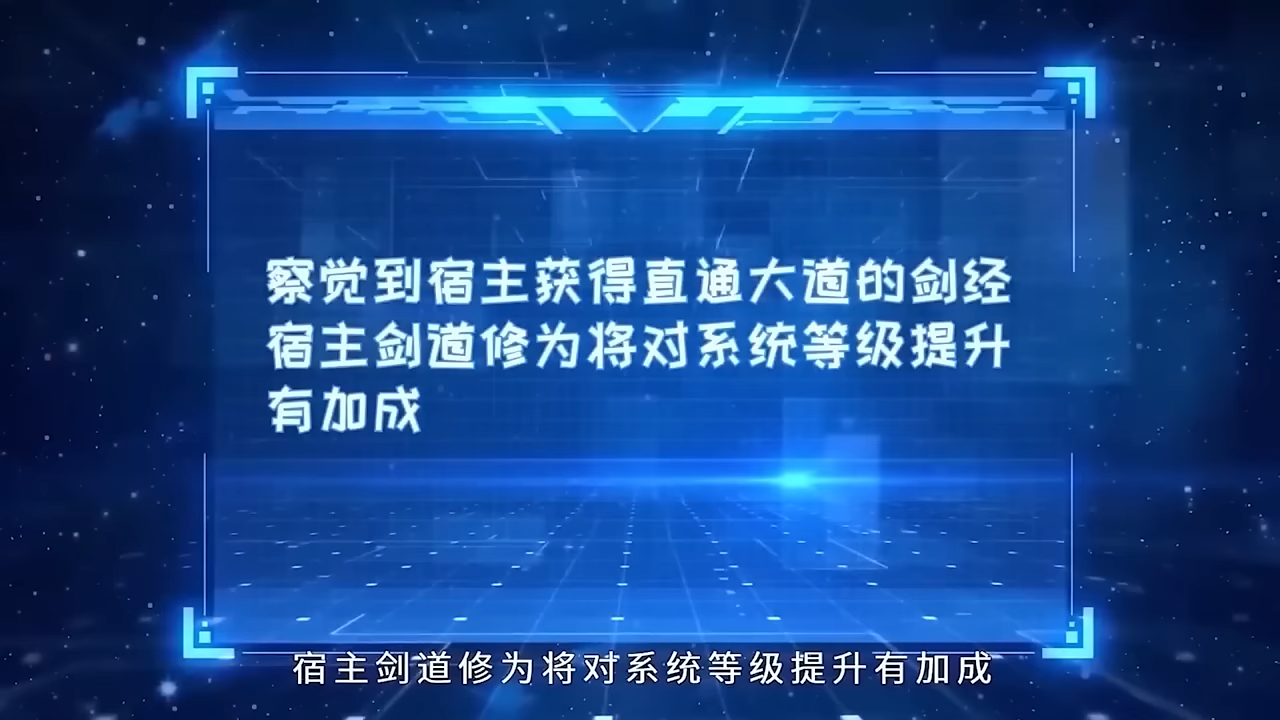 察觉到宿主获得直通大道的剑经
宿主剑道修为将对系统等级提升
有加成
宿主剑道修为将对系统等级提升有加成